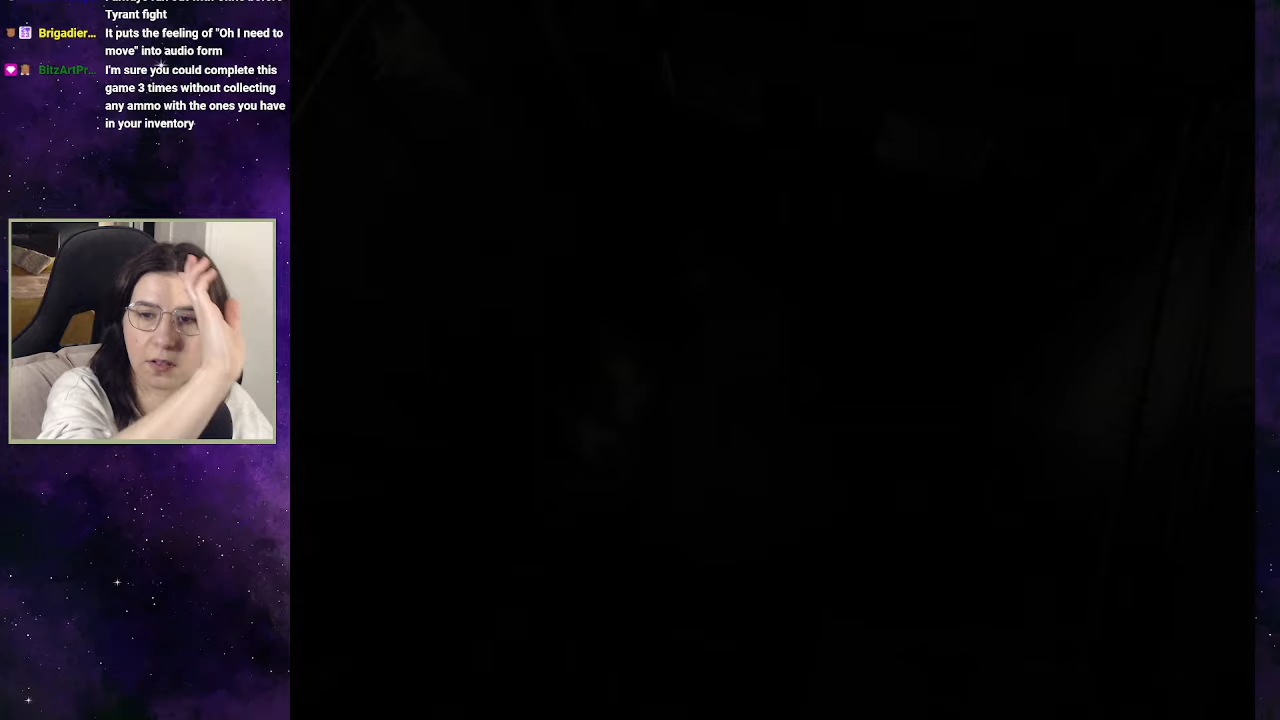 Tyrant fight
Brigadier... It puts the feeling of "Oh I need to
move" into audio form
BitzArtPr... I'm sure you could complete this
game 3 times without collecting
any ammo with the ones you have
in your inventory